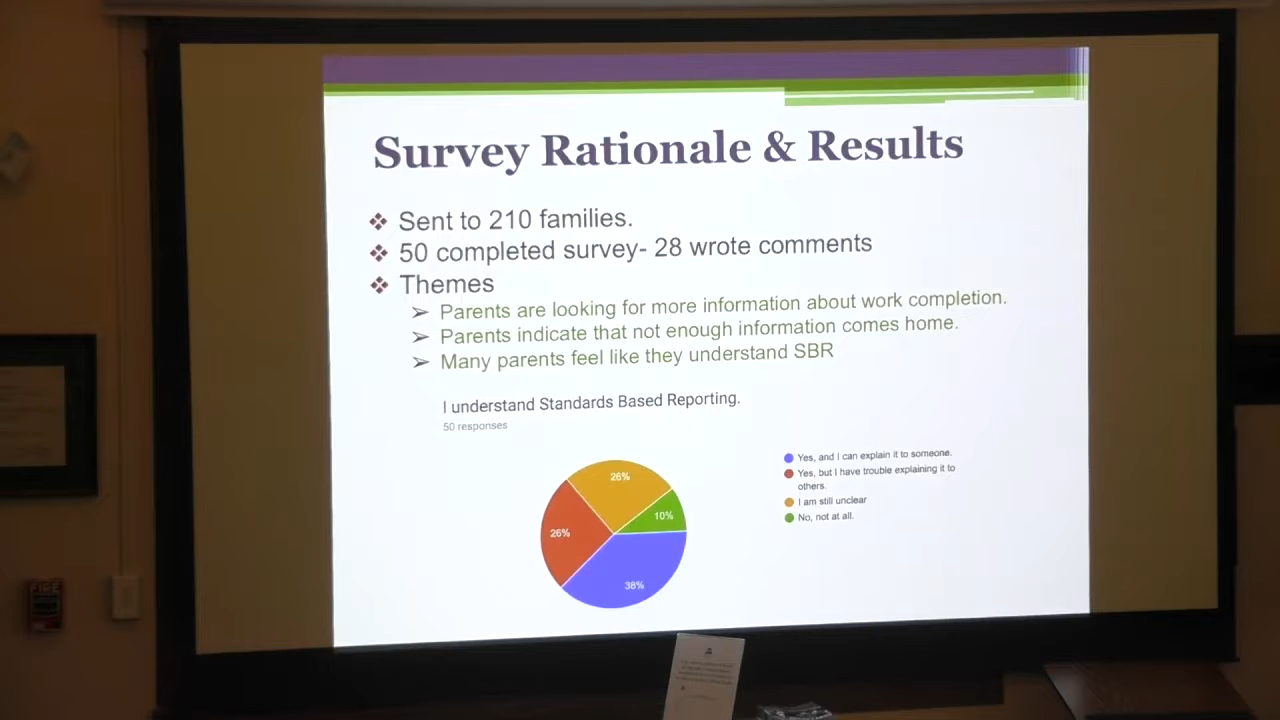 Survey Rationale & Results
Sent to 210 families.
50 completed survey- 28 wrote comments
Themes
Parents are looking for more information about work completion.
Parents indicate that not enough information comes home.
Many parents feel like they understand SBR
I understand Standards Based Reporting.
50 responses
26%
10%
26%
38%
Yes, and I can explain it to someone.
Yes, but I have trouble explaining it to
others.
I am still unclear
No, not at all.
FIRE